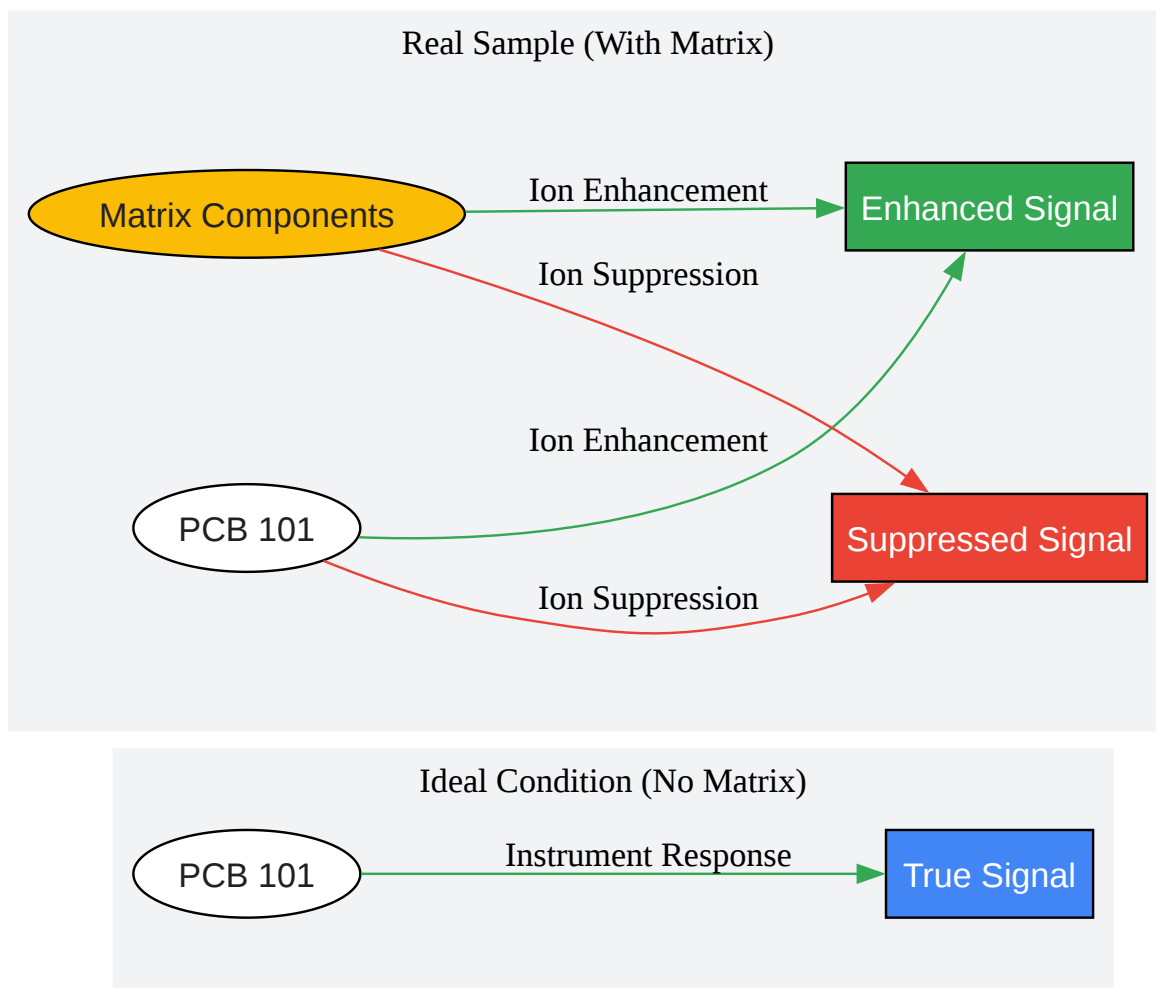 Real Sample (With Matrix)
Matrix Components
Ion Enhancement
Enhanced Signal
Ion Suppression
Ion Enhancement
PCB 101
Suppressed Signal
Ion Suppression
Ideal Condition (No Matrix)
PCB 101
Instrument Response
True Signal